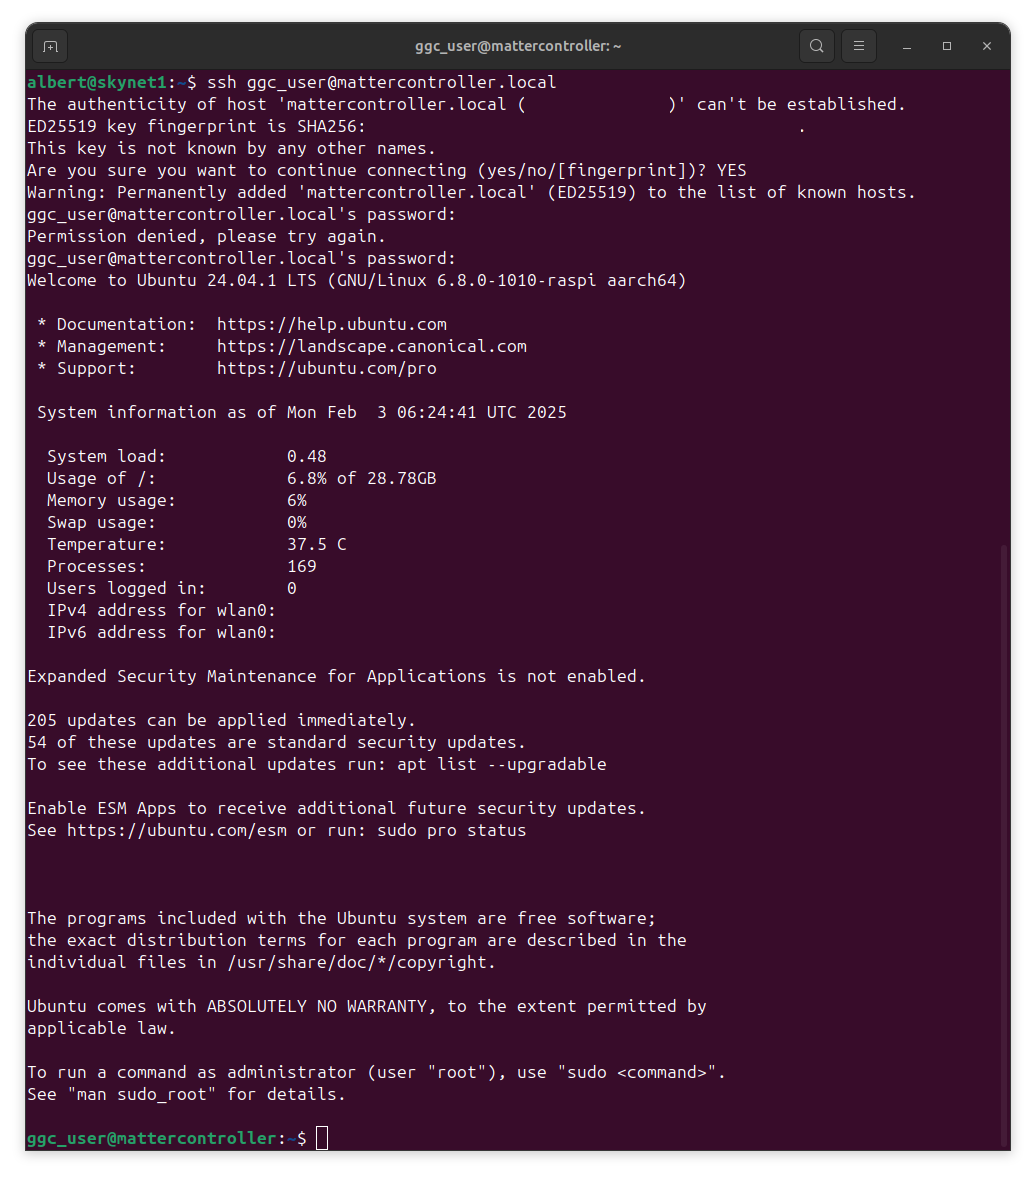 ggc_user@mattercontroller: ~
albert@skynet1:~$ ssh ggc_user@mattercontroller.local
The authenticity of host 'mattercontroller.local (               )' can't be established.
ED25519 key fingerprint is SHA256:                                           .
This key is not known by any other names.
Are you sure you want to continue connecting (yes/no/[fingerprint])? YES
Warning: Permanently added 'mattercontroller.local' (ED25519) to the list of known hosts.
ggc_user@mattercontroller.local's password:
Permission denied, please try again.
ggc_user@mattercontroller.local's password:
Welcome to Ubuntu 24.04.1 LTS (GNU/Linux 6.8.0-1010-raspi aarch64)

 * Documentation:  https://help.ubuntu.com
 * Management:     https://landscape.canonical.com
 * Support:        https://ubuntu.com/pro

 System information as of Mon Feb  3 06:24:41 UTC 2025

  System load:            0.48
  Usage of /:             6.8% of 28.78GB
  Memory usage:           6%
  Swap usage:             0%
  Temperature:            37.5 C
  Processes:              169
  Users logged in:        0
  IPv4 address for wlan0:
  IPv6 address for wlan0:

Expanded Security Maintenance for Applications is not enabled.

205 updates can be applied immediately.
54 of these updates are standard security updates.
To see these additional updates run: apt list --upgradable

Enable ESM Apps to receive additional future security updates.
See https://ubuntu.com/esm or run: sudo pro status

The programs included with the Ubuntu system are free software;
the exact distribution terms for each program are described in the
individual files in /usr/share/doc/*/copyright.

Ubuntu comes with ABSOLUTELY NO WARRANTY, to the extent permitted by
applicable law.

To run a command as administrator (user "root"), use "sudo <command>".
See "man sudo_root" for details.

ggc_user@mattercontroller:~$